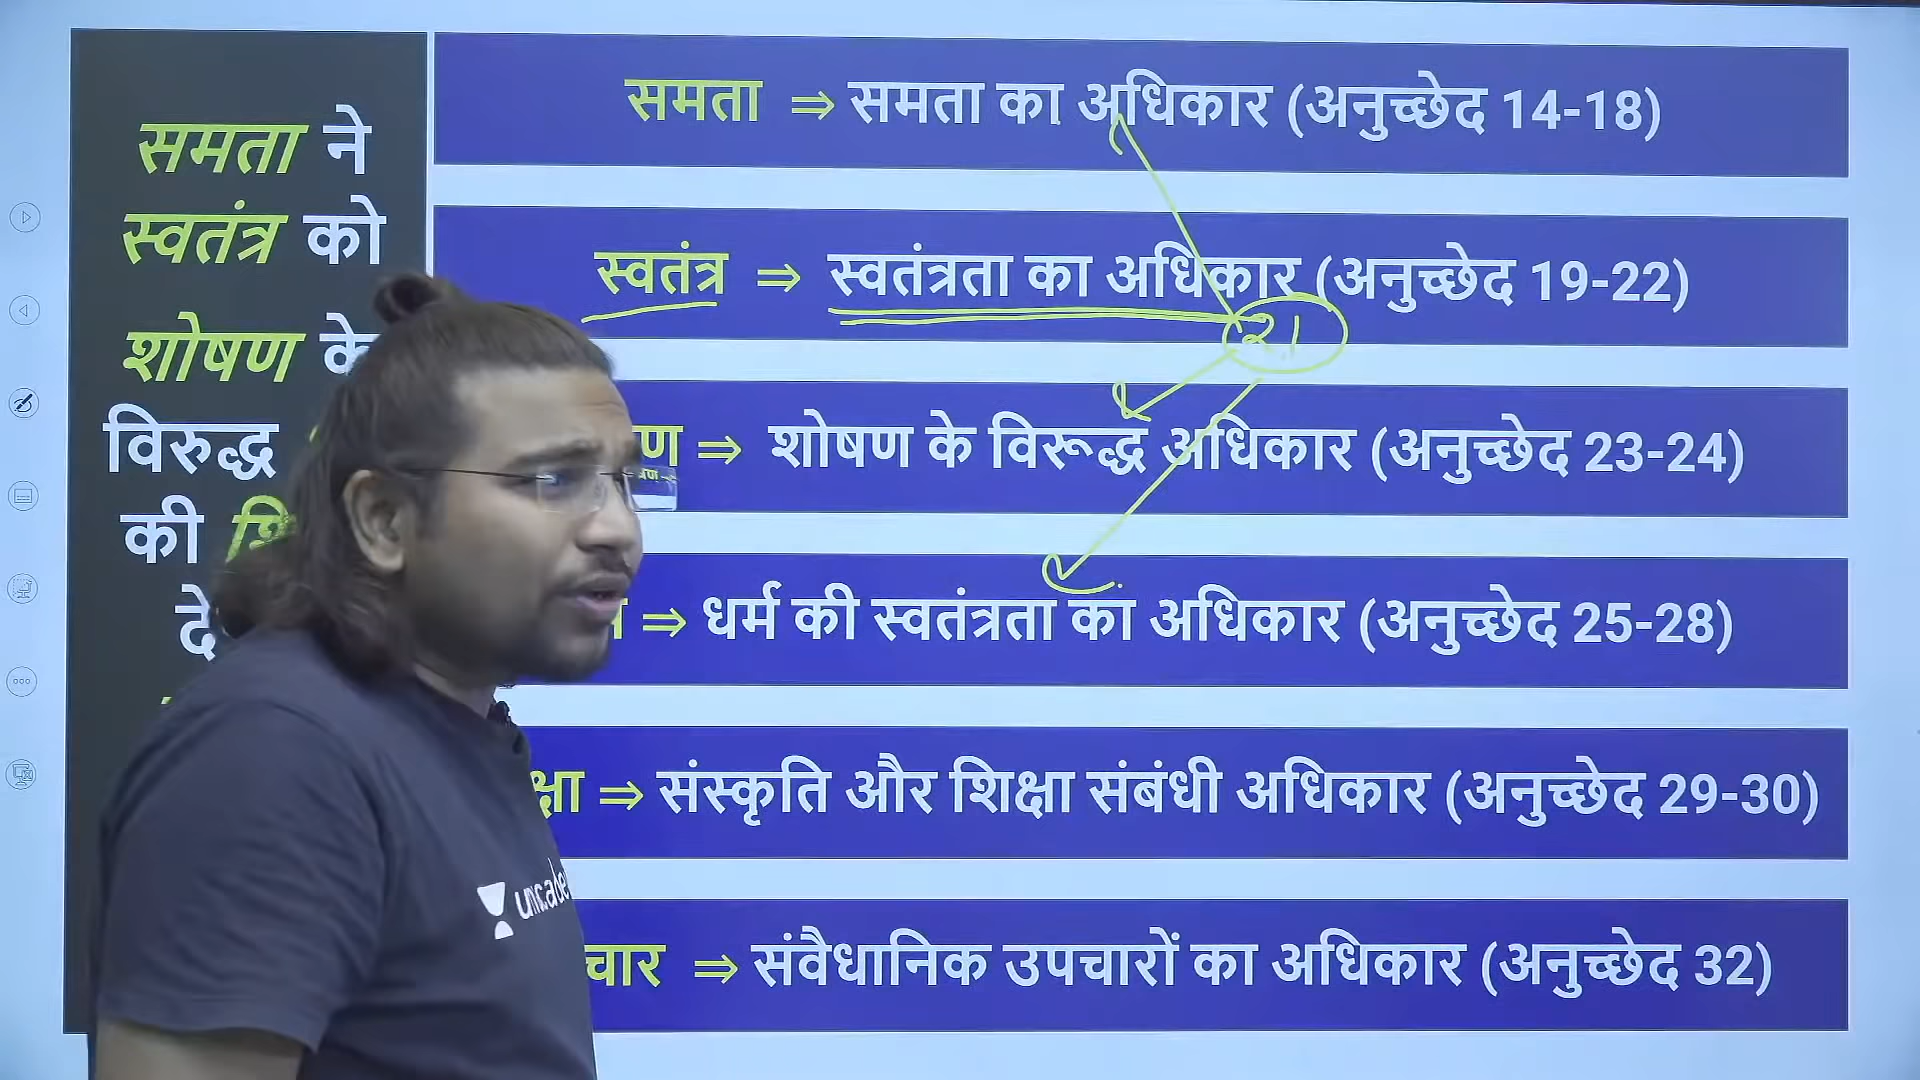 समता ने
स्वतंत्र को
शोषण
विरुद्ध
की
समता ⇒ समता का अधिकार (अनुच्छेद 14-18)
स्वतंत्र ⇒ स्वतंत्रता का अधिकार (अनुच्छेद 19-22)
21
⇒ शोषण के विरूद्ध अधिकार (अनुच्छेद 23-24)
⇒ धर्म की स्वतंत्रता का अधिकार (अनुच्छेद 25-28)
⇒ संस्कृति और शिक्षा संबंधी अधिकार (अनुच्छेद 29-30)
⇒ संवैधानिक उपचारों का अधिकार (अनुच्छेद 32)